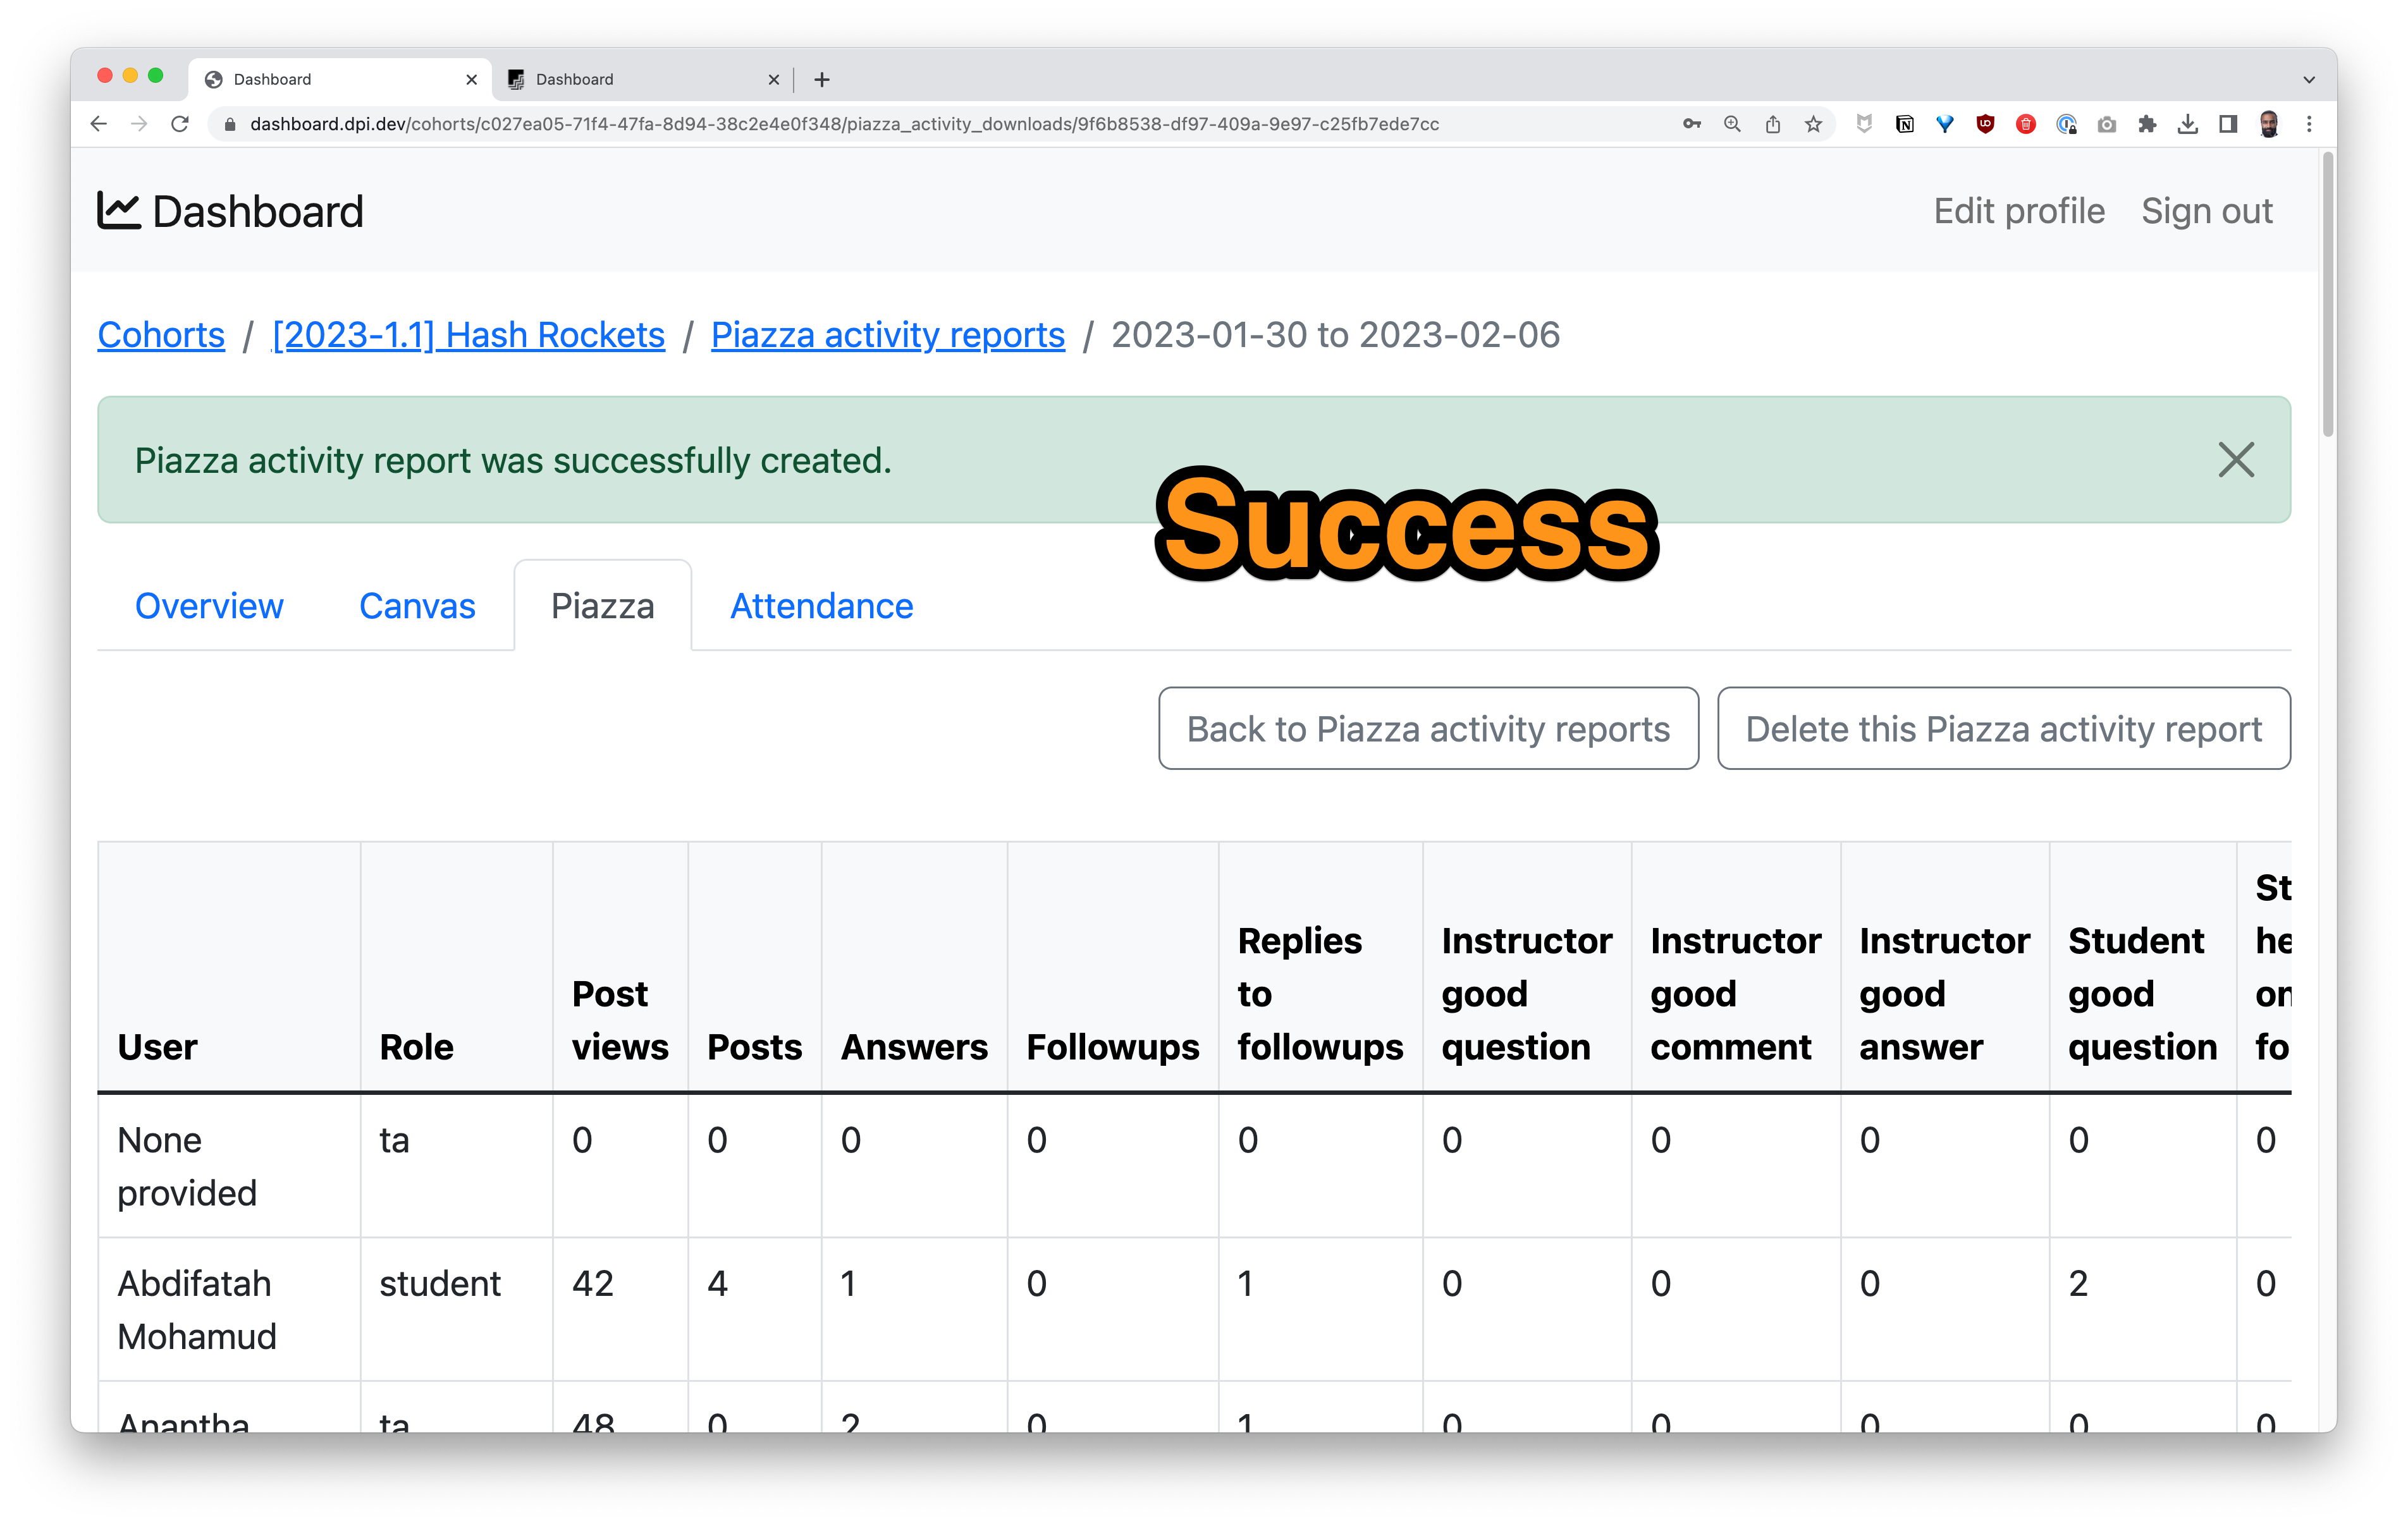 Dashboard
Dashboard
dashboard.dpi.dev/cohorts/c027ea05-71f4-47fa-8d94-38c2e4e0f348/piazza_activity_downloads/9f6b8538-df97-409a-9e97-c25fb7ede7cc
Dashboard
Edit profile
Sign out
Cohorts / [2023-1.1] Hash Rockets / Piazza activity reports / 2023-01-30 to 2023-02-06
Piazza activity report was successfully created.
Success
Overview
Canvas
Piazza
Attendance
Back to Piazza activity reports
Delete this Piazza activity report
User
Role
Post
views
Posts
Answers
Followups
Replies
to
followups
Instructor
good
question
Instructor
good
comment
Instructor
good
answer
Student
good
question
St
he
on
fo
None
provided
ta
0
0
0
0
0
0
0
0
0
0
Abdifatah
Mohamud
student
42
4
1
0
1
0
0
0
2
0
Anantha
ta
48
0
2
0
1
0
0
0
0
0